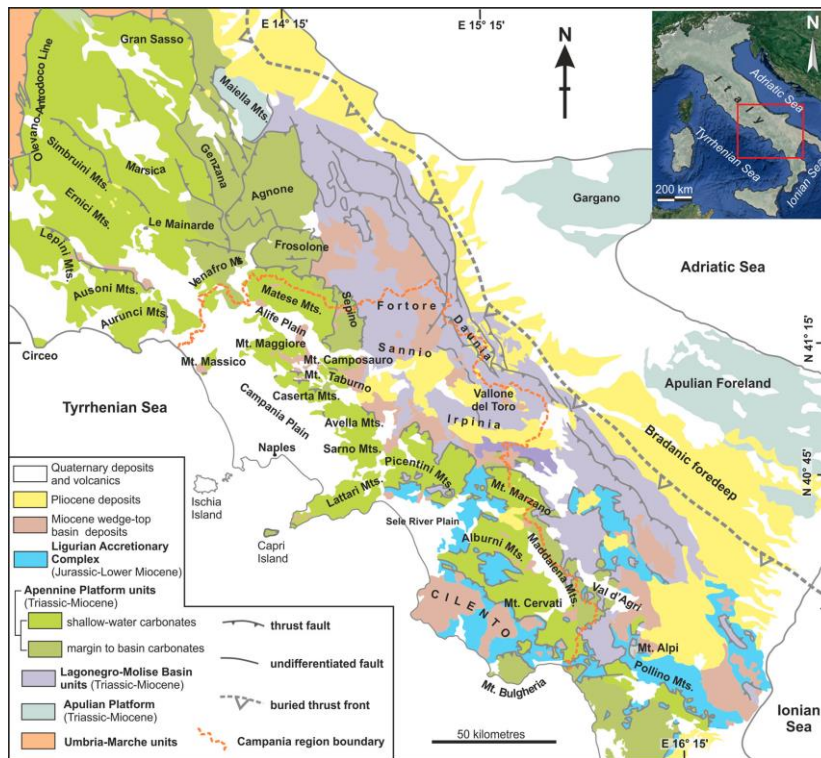 E 14° 15'
E 15° 15'
N
N
Italy
Adriatic Sea
Tyrrhenian Sea
Ionian Sea
200 km
Gran Sasso
Olevano-Antrodoco Line
Maiella Mts.
Simbruini Mts.
Marsica
Genzana
Ernici Mts.
Agnone
Gargano
Le Mainarde
Lepini Mts.
Frosolone
Adriatic Sea
Venafro Mt.
Ausoni Mts.
Matese Mts.
Sepino
Fortore
Aurunci Mts.
Alife Plain
Daunia
Circeo
Mt. Maggiore
Sannio
N 41° 15'
Mt. Massico
Mt. Camposauro
Mt. Taburno
Apulian Foreland
Tyrrhenian Sea
Caserta Mts.
Vallone
del Toro
Campania Plain
Irpinia
Avella Mts.
Bradanic foredeep
Naples
Sarno Mts.
Picentini Mts.
N 40° 45'
Ischia
Island
Lattari Mts.
Mt. Marzano
Sele River Plain
Capri
Island
Alburni Mts.
Maddalena Mts.
CILENTO
Mt. Cervati
Val d'Agri
Mt. Alpi
Pollino Mts.
Mt. Bulgheria
Ionian
Sea
50 kilometres
E 16° 15'
Quaternary deposits
and volcanics
Pliocene deposits
Miocene wedge-top
basin deposits
Ligurian Accretionary
Complex
(Jurassic-Lower Miocene)
Apennine Platform units
(Triassic-Miocene)
shallow-water carbonates
margin to basin carbonates
Lagonegro-Molise Basin
units (Triassic-Miocene)
Apulian Platform
(Triassic-Miocene)
Umbria-Marche units
thrust fault
undifferentiated fault
buried thrust front
Campania region boundary